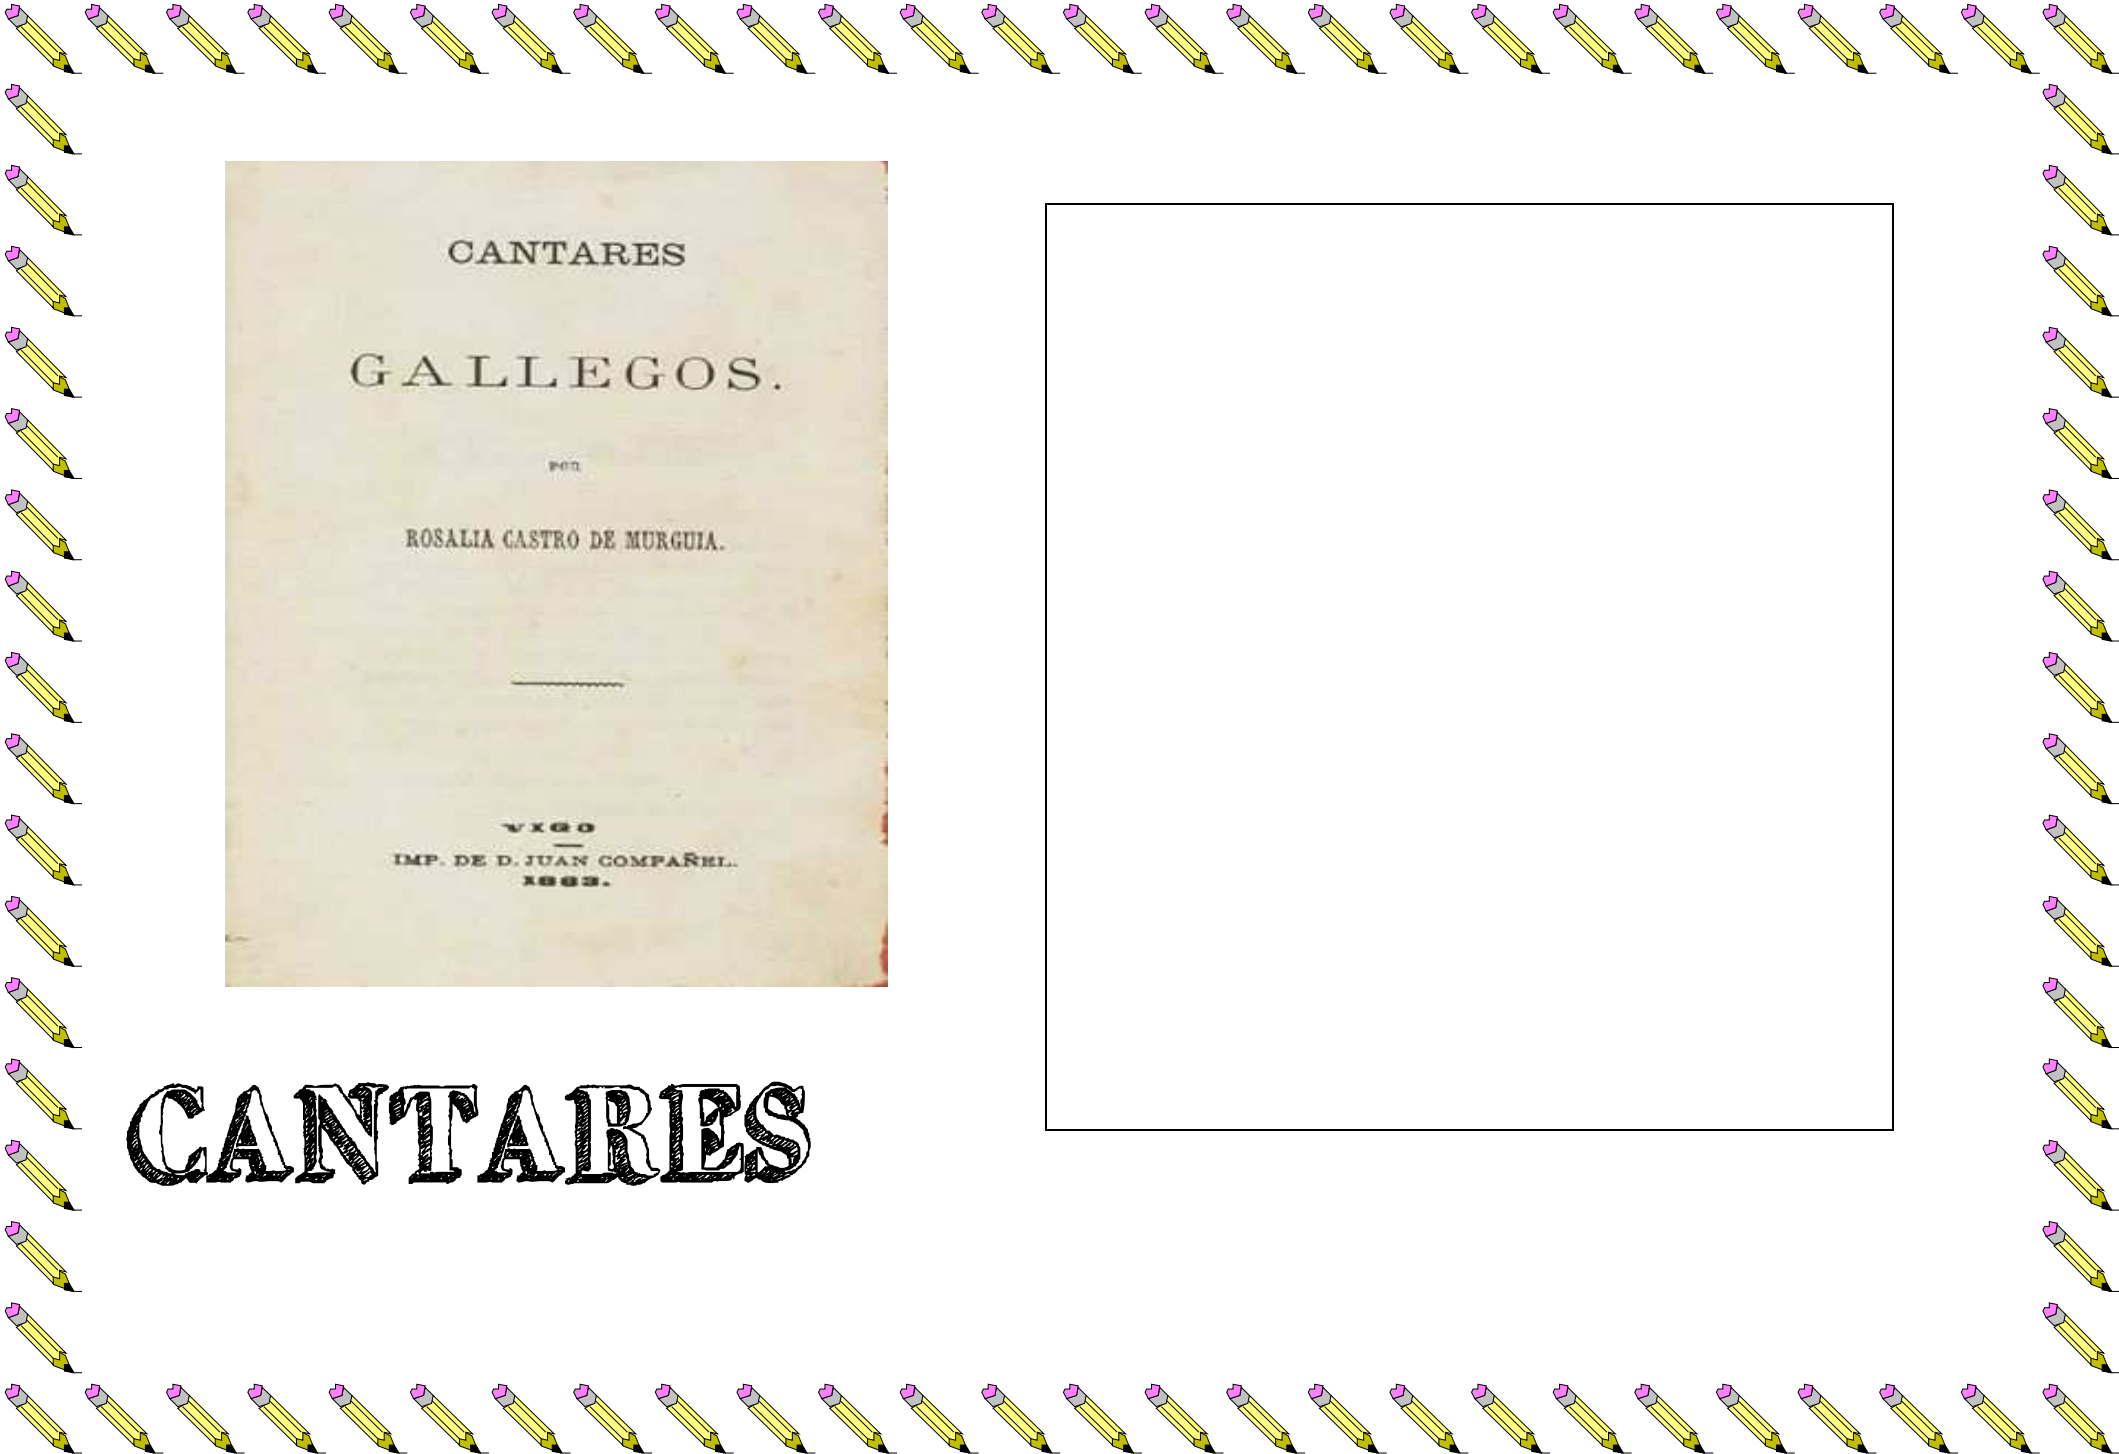 CANTARES
GALLEGOS.
POR
ROSALIA CASTRO DE MURGUIA.
VIGO
IMP. DE D. JUAN COMPAÑEL.
1863.
CANTARES